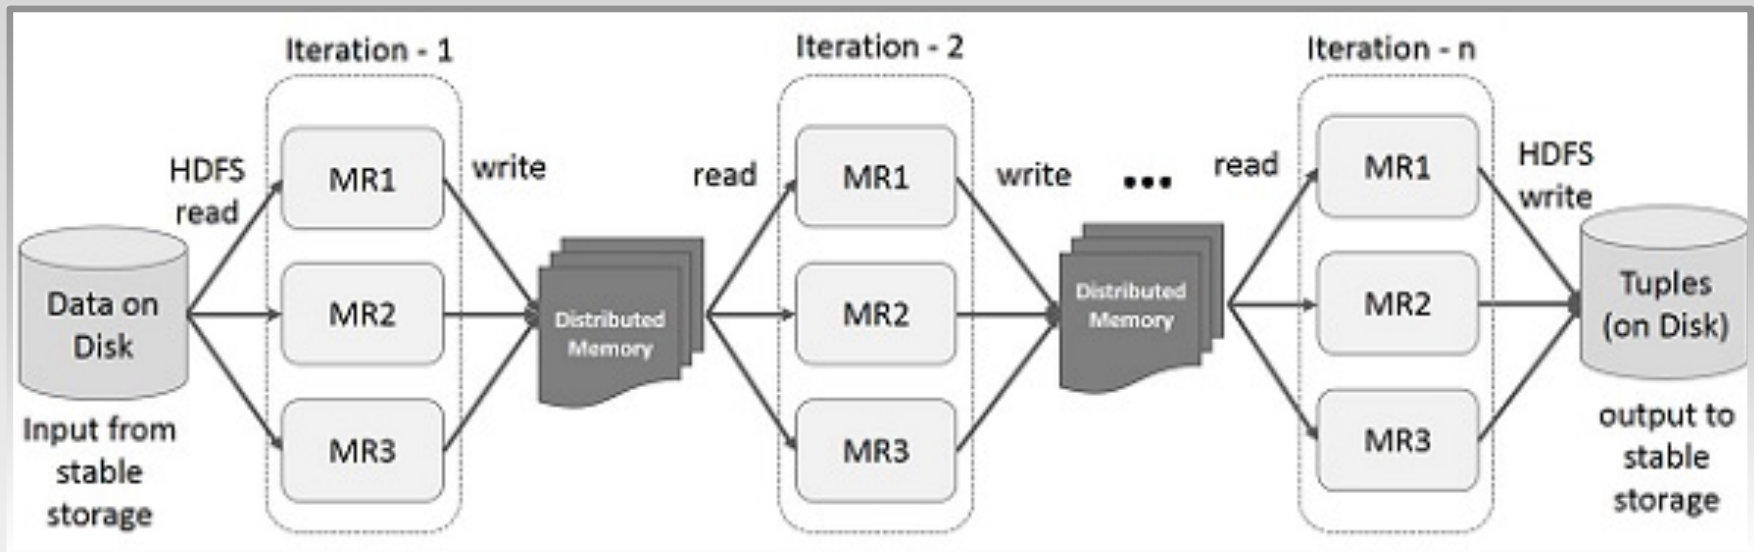 Iteration - 1
Iteration - 2
Iteration - n
HDFS
read
MR1
write
read
MR1
write
•••
read
MR1
HDFS
write
Data on
Disk
MR2
Distributed
Memory
MR2
Distributed
Memory
MR2
Tuples
(on Disk)
Input from
stable
storage
MR3
MR3
MR3
output to
stable
storage